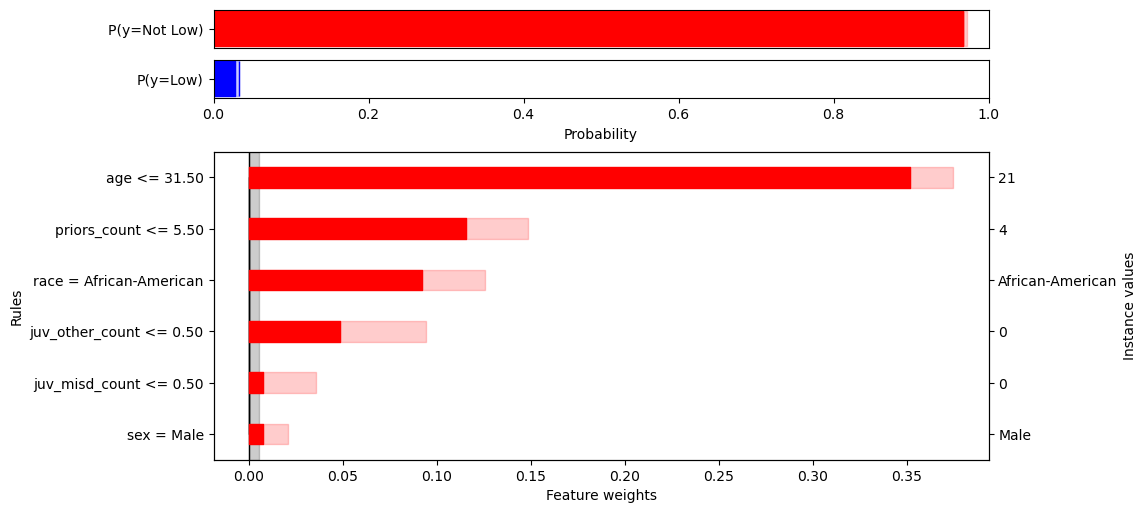 P(y=Not Low)
P(y=Low)
0.0 0.2 0.4 0.6 0.8 1.0
Probability
Rules
age <= 31.50 21
priors_count <= 5.50 4
race = African-American African-American
juv_other_count <= 0.50 0
juv_misd_count <= 0.50 0
sex = Male Male
Instance values
0.00 0.05 0.10 0.15 0.20 0.25 0.30 0.35
Feature weights